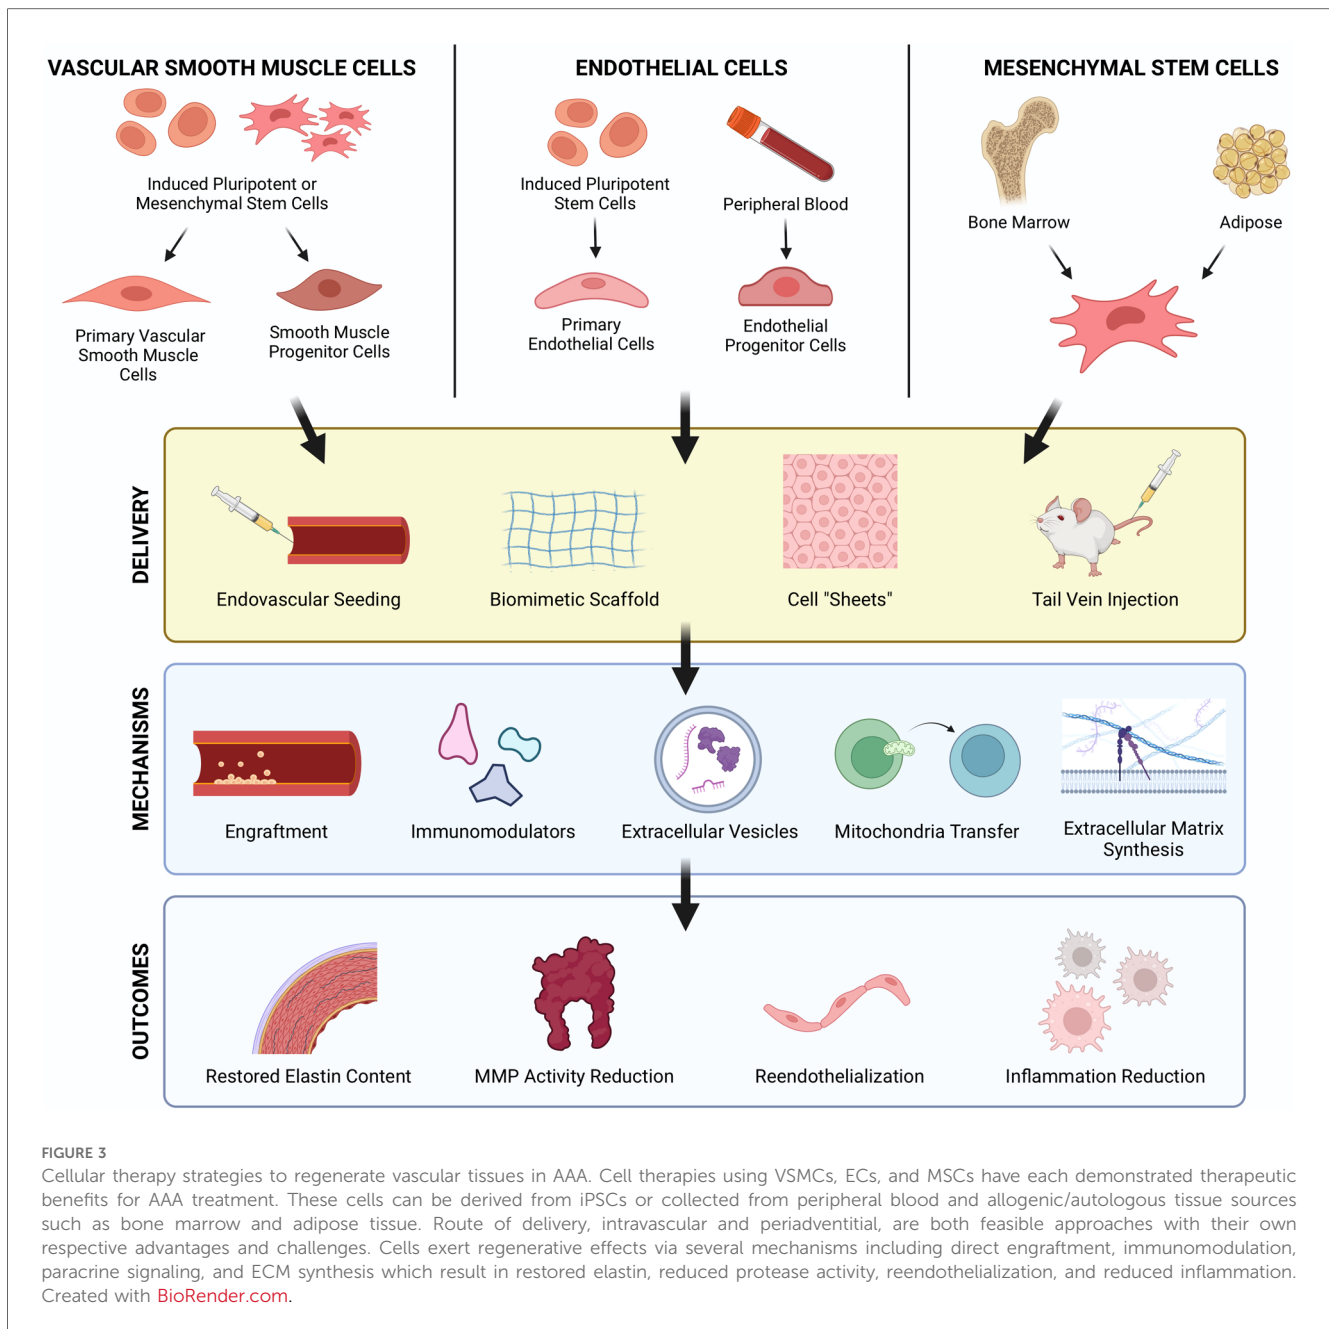 VASCULAR SMOOTH MUSCLE CELLS
Induced Pluripotent or
Mesenchymal Stem Cells
Primary Vascular
Smooth Muscle
Cells
Smooth Muscle
Progenitor Cells
ENDOTHELIAL CELLS
Induced Pluripotent
Stem Cells
Peripheral Blood
Primary
Endothelial Cells
Endothelial
Progenitor Cells
MESENCHYMAL STEM CELLS
Bone Marrow
Adipose
DELIVERY
Endovascular Seeding
Biomimetic Scaffold
Cell "Sheets"
Tail Vein Injection
MECHANISMS
Engraftment
Immunomodulators
Extracellular Vesicles
Mitochondria Transfer
Extracellular Matrix
Synthesis
OUTCOMES
Restored Elastin Content
MMP Activity Reduction
Reendothelialization
Inflammation Reduction
FIGURE 3
Cellular therapy strategies to regenerate vascular tissues in AAA. Cell therapies using VSMCs, ECs, and MSCs have each demonstrated therapeutic
benefits for AAA treatment. These cells can be derived from iPSCs or collected from peripheral blood and allogenic/autologous tissue sources
such as bone marrow and adipose tissue. Route of delivery, intravascular and periadventitial, are both feasible approaches with their own
respective advantages and challenges. Cells exert regenerative effects via several mechanisms including direct engraftment, immunomodulation,
paracrine signaling, and ECM synthesis which result in restored elastin, reduced protease activity, reendothelialization, and reduced inflammation.
Created with BioRender.com.